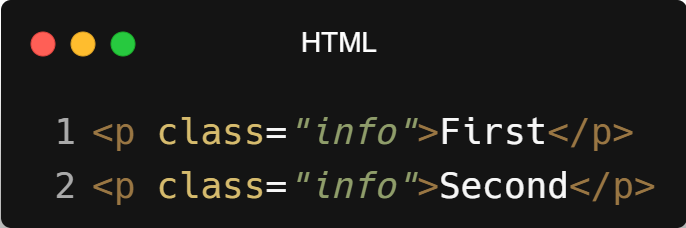 HTML
1 <p class="info">First</p>
2 <p class="info">Second</p>